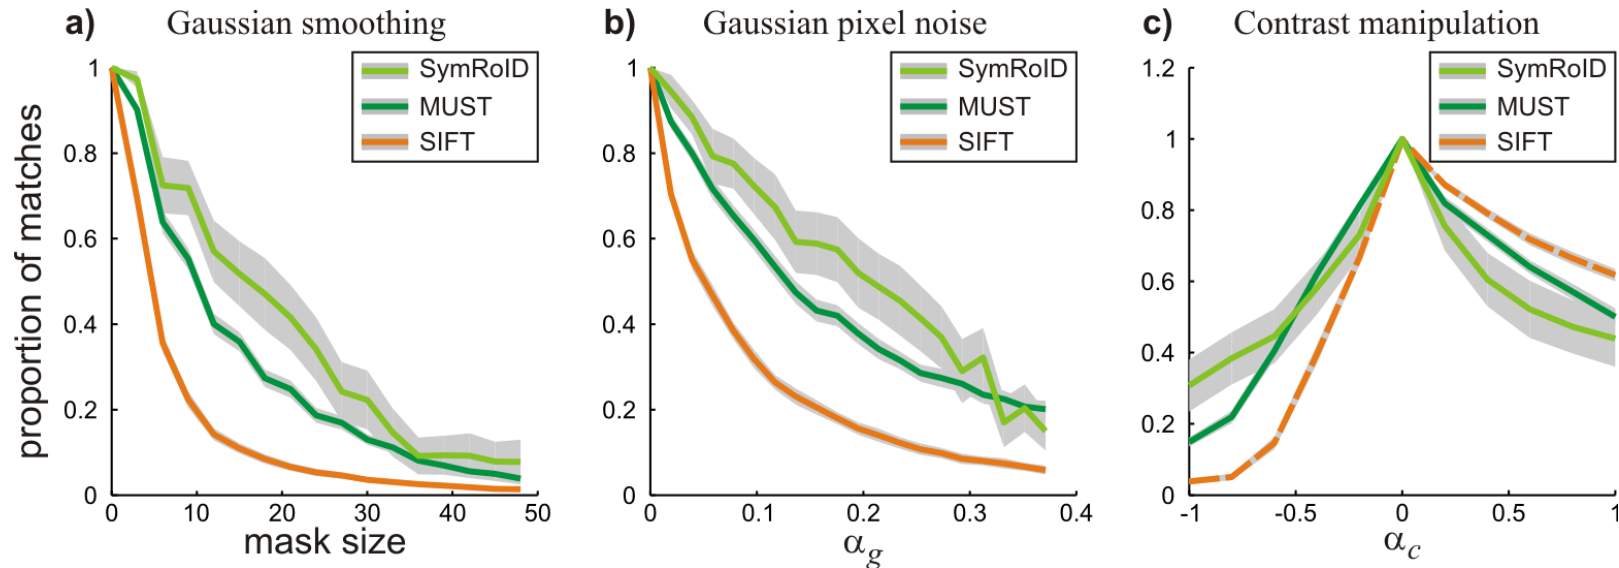 a) Gaussian smoothing
b) Gaussian pixel noise
c) Contrast manipulation
proportion of matches
1
0.8
0.6
0.4
0.2
0
0 10 20 30 40 50
mask size
SymRoID
MUST
SIFT
1
0.8
0.6
0.4
0.2
0
0 0.1 0.2 0.3 0.4
αg
SymRoID
MUST
SIFT
1.2
1
0.8
0.6
0.4
0.2
0
-1 -0.5 0 0.5 1
αc
SymRoID
MUST
SIFT